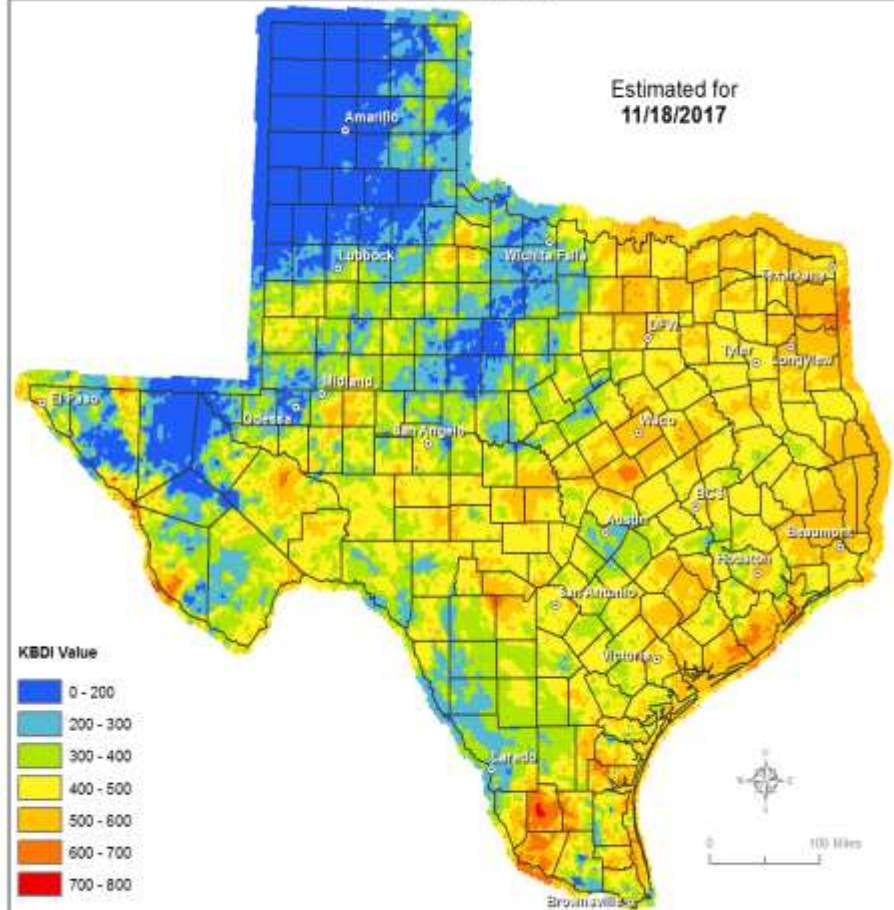 Estimated for
11/18/2017
Amarillo
Lubbock
Wichita Falls
Texarkana
DFW
Tyler
Longview
Midland
El Paso
Odessa
San Angelo
Waco
BCS
Austin
Beaumont
Houston
San Antonio
Victoria
Laredo
Brownsville
KBDI Value
0 - 200
200 - 300
300 - 400
400 - 500
500 - 600
600 - 700
700 - 800
0 100 Miles